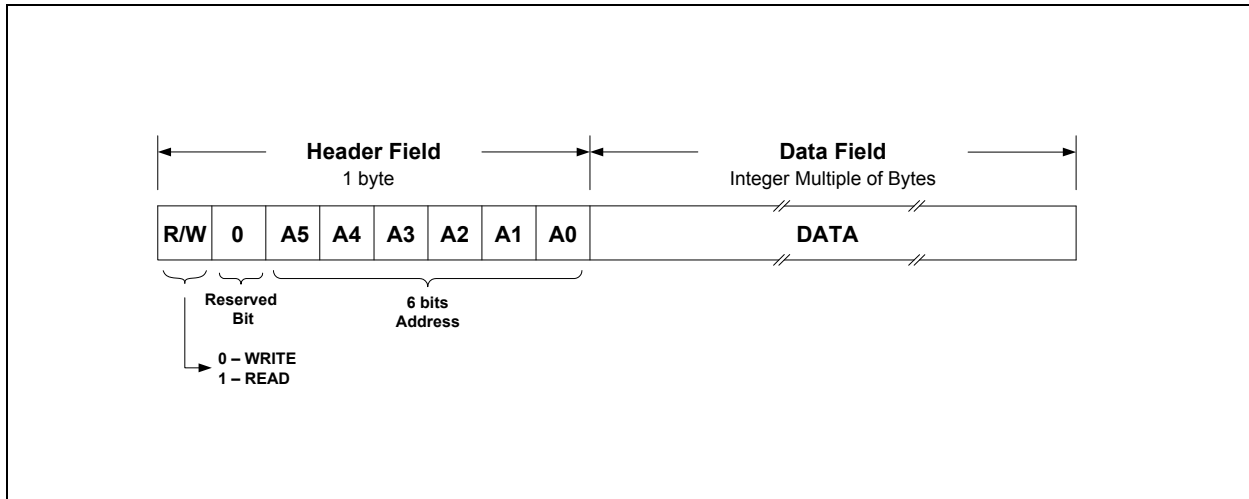 Header Field
1 byte
Data Field
Integer Multiple of Bytes
R/W 0 A5 A4 A3 A2 A1 A0 DATA
Reserved
Bit
6 bits
Address
0 – WRITE
1 – READ